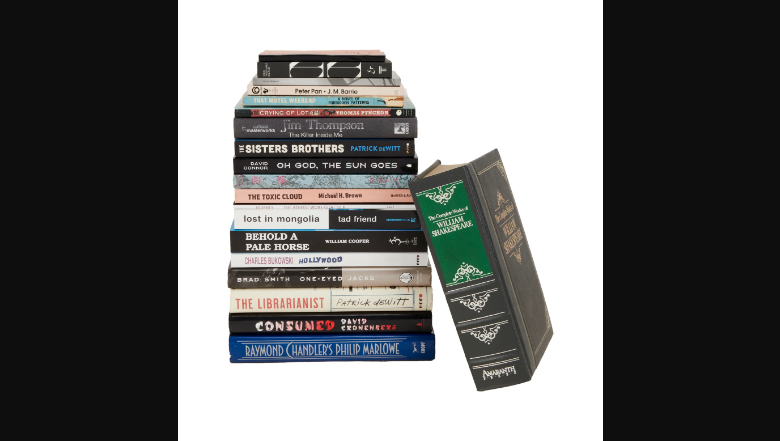 Peter Pan • J. M. Barrie
THAT MOTEL WEEKEND
CRYING OF LOT 49 THOMAS PYNCHON
Jim Thompson
The Killer Inside Me
THE SISTERS BROTHERS PATRICK DEWITT
DAVID CONNOR OH GOD, THE SUN GOES
THE TOXIC CLOUD Michael H. Brown
lost in mongolia tad friend
BEHOLD A
PALE HORSE WILLIAM COOPER
CHARLES BUKOWSKI HOLLYWOOD
BRAD SMITH ONE-EYED JACKS
THE LIBRARIANIST PATRICK DEWITT
CONSUMED DAVID CRONENBERG
RAYMOND CHANDLER'S PHILIP MARLOWE
The Complete Works of
WILLIAM
SHAKESPEARE
AMARANTH
PRESS
The Complete Works of
WILLIAM
SHAKESPEARE